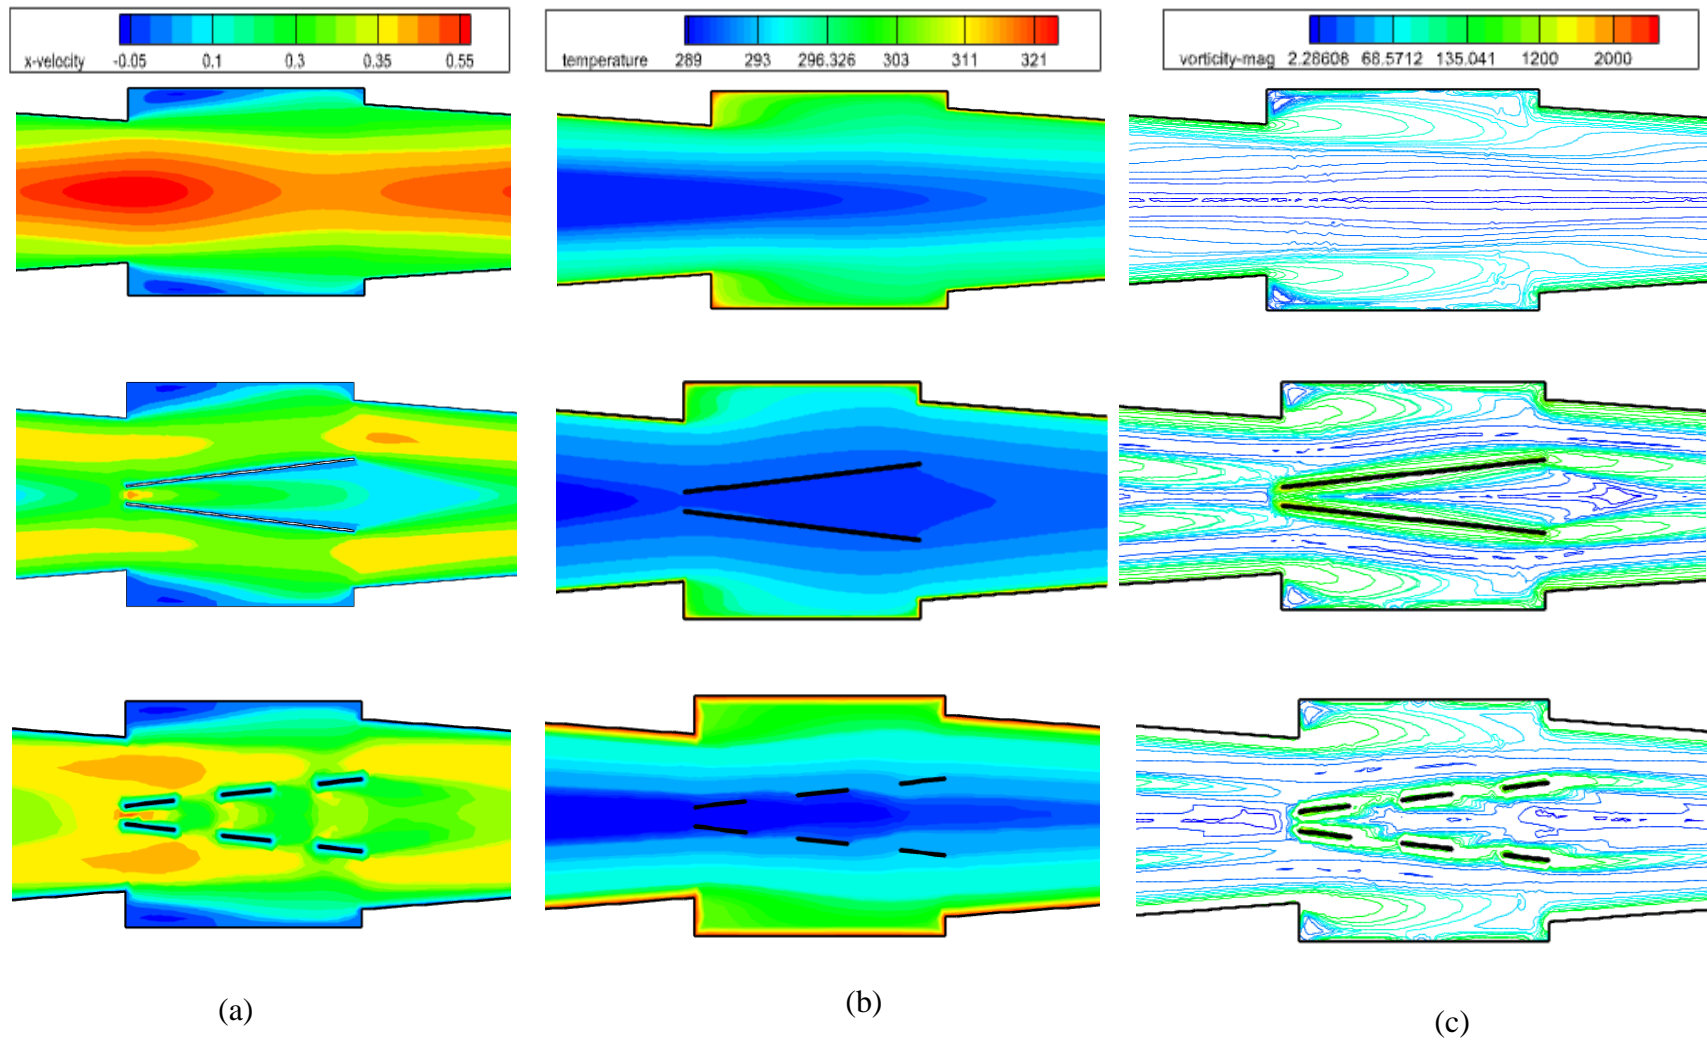 x-velocity -0.05 0.1 0.3 0.35 0.55
temperature 289 293 296.326 303 311 321
vorticity-mag 2.28608 68.5712 135.041 1200 2000
(a)
(b)
(c)